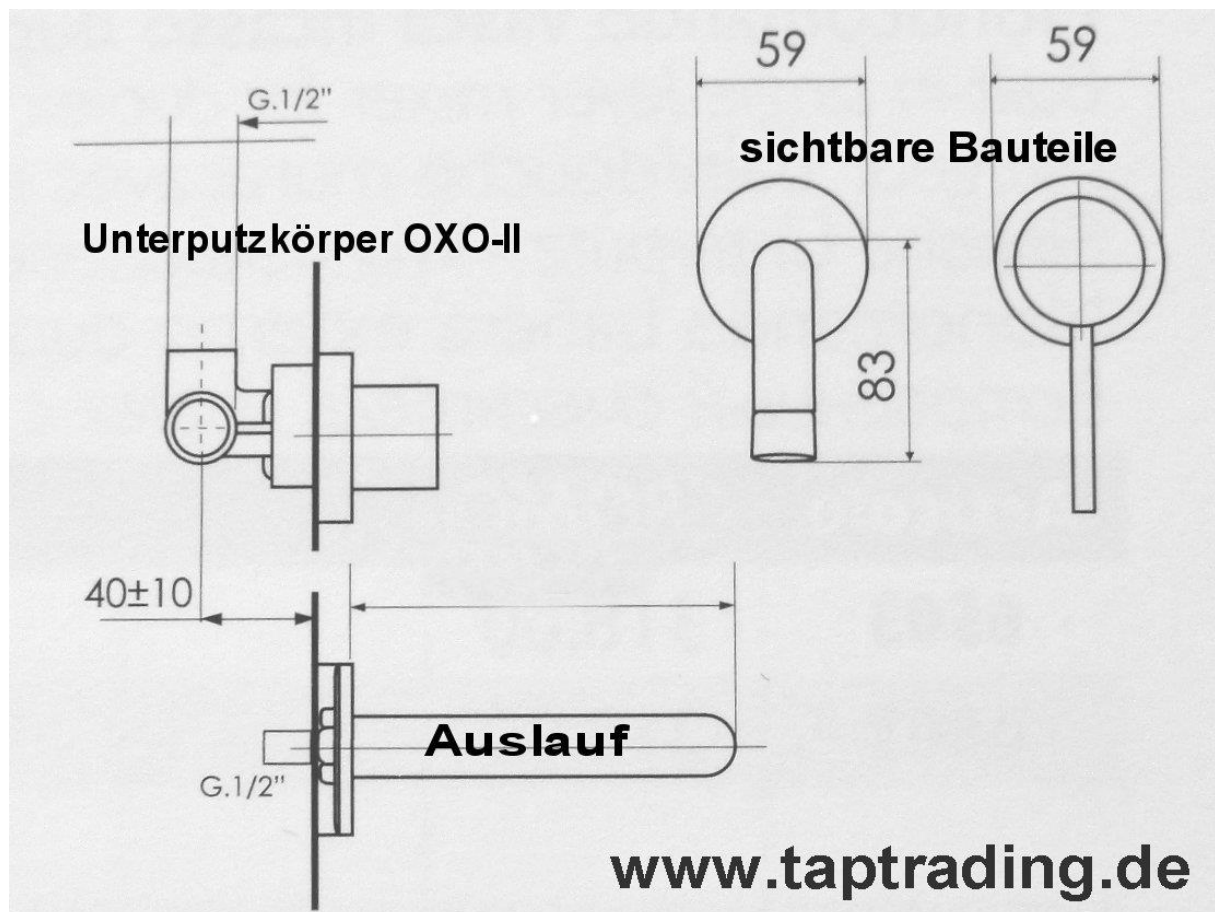 59
59
G.1/2"
sichtbare Bauteile
Unterputzkörper OXO-II
83
40±10
Auslauf
G.1/2"
www.taptrading.de